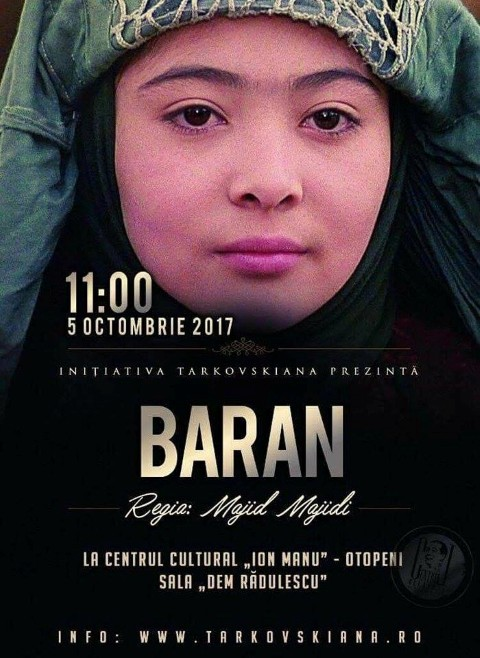 11:00
5 OCTOMBRIE 2017
INIȚIATIVA TARKOVSKIANA PREZINTĂ
BARAN
Regia: Majid Majidi
LA CENTRUL CULTURAL „ION MANU” - OTOPENI
SALA „DEM RĂDULESCU”
INFO: WWW.TARKOVSKIANA.RO